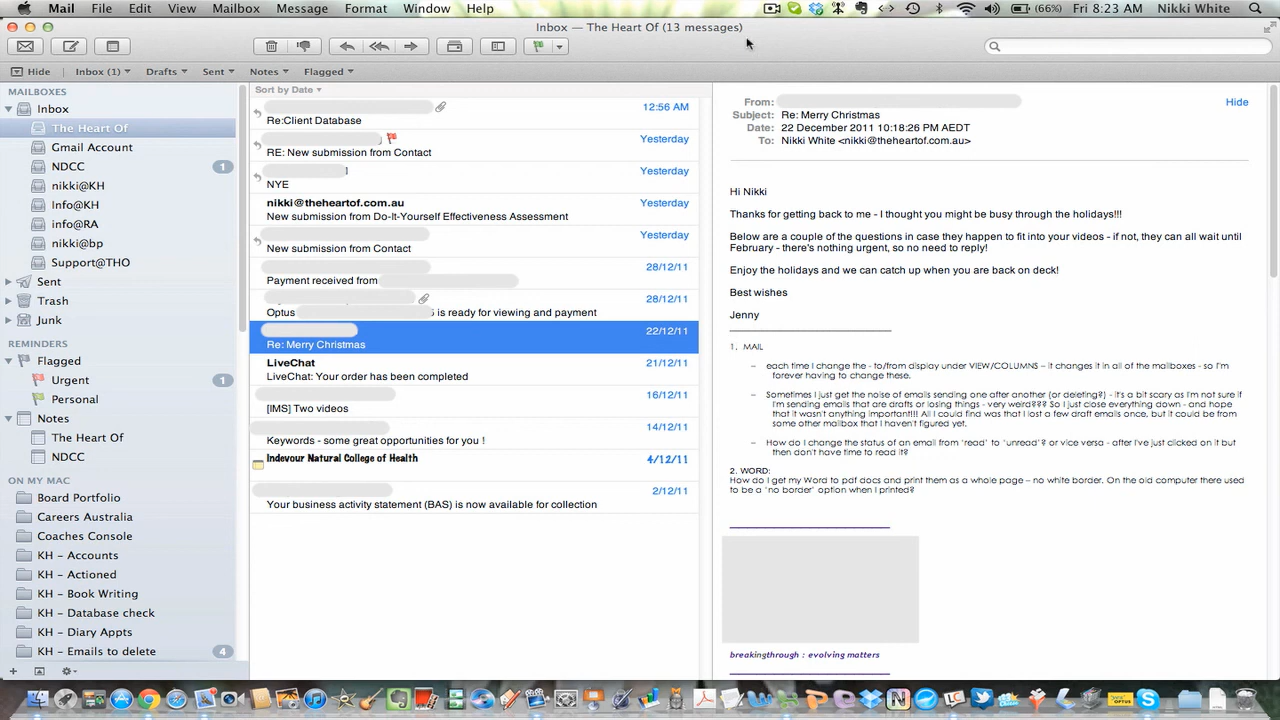 Mail File Edit View Mailbox Message Format Window Help (66%) Fri 8:23 AM Nikki White
Inbox — The Heart Of (13 messages)
Hide Inbox (1) Drafts Sent Notes Flagged
MAILBOXES
Inbox
The Heart Of
Gmail Account
NDCC 1
nikki@KH
Info@KH
info@RA
nikki@bp
Support@THO
Sent
Trash
Junk
REMINDERS
Flagged
Urgent 1
Personal
Notes
The Heart Of
NDCC
ON MY MAC
Board Portfolio
Careers Australia
Coaches Console
KH – Accounts
KH – Actioned
KH – Book Writing
KH – Database check
KH – Diary Appts
KH – Emails to delete 4
Sort by Date
12:56 AM
Re:Client Database
Yesterday
RE: New submission from Contact
Yesterday
NYE
nikki@theheartof.com.au Yesterday
New submission from Do-It-Yourself Effectiveness Assessment
Yesterday
New submission from Contact
28/12/11
Payment received from
28/12/11
Optus is ready for viewing and payment
22/12/11
Re: Merry Christmas
LiveChat 21/12/11
LiveChat: Your order has been completed
16/12/11
[IMS] Two videos
14/12/11
Keywords - some great opportunities for you !
Indevour Natural College of Health 4/12/11
2/12/11
Your business activity statement (BAS) is now available for collection
From: Hide
Subject: Re: Merry Christmas
Date: 22 December 2011 10:18:26 PM AEDT
To: Nikki White <nikki@theheartof.com.au>
Hi Nikki
Thanks for getting back to me - I thought you might be busy through the holidays!!!
Below are a couple of the questions in case they happen to fit into your videos - if not, they can all wait until
February - there's nothing urgent, so no need to reply!
Enjoy the holidays and we can catch up when you are back on deck!
Best wishes
Jenny
1. MAIL
– each time I change the - to/from display under VIEW/COLUMNS – it changes it in all of the mailboxes - so I'm
forever having to change these.
– Sometimes I just get the noise of emails sending one after another (or deleting?) - it's a bit scary as I'm not sure if
I'm sending emails that are drafts or losing things - very weird??? So I just close everything down - and hope
that it wasn't anything important!!! All I could find was that I lost a few draft emails once, but it could be from
some other mailbox that I haven't figured yet.
– How do I change the status of an email from 'read' to 'unread'? or vice versa - after I've just clicked on it but
then don't have time to read it?
2. WORD:
How do I get my Word to pdf docs and print them as a whole page – no white border. On the old computer there used
to be a 'no border' option when I printed?
breakingthrough : evolving matters